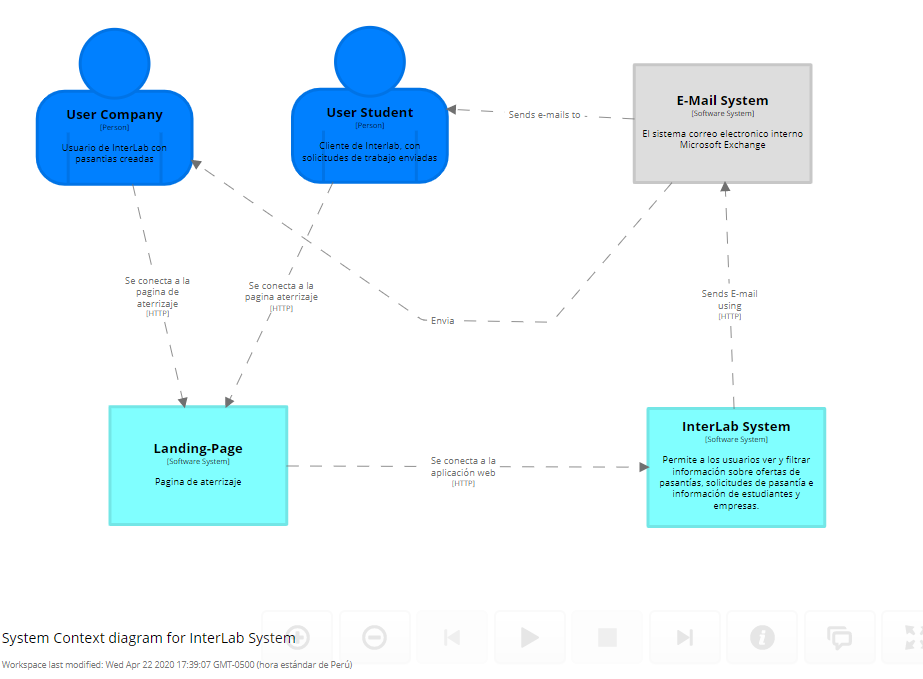 User Company
[Person]
Usuario de InterLab con
pasantias creadas
User Student
[Person]
Cliente de Interlab, con
solicitudes de trabajo enviadas
E-Mail System
[Software System]
El sistema correo electronico interno
Microsoft Exchange
Sends e-mails to
Se conecta a la
pagina de
aterrizaje
[HTTP]
Se conecta a la
pagina aterrizaje
[HTTP]
Envia
Sends E-mail
using
[HTTP]
Landing-Page
[Software System]
Pagina de aterrizaje
Se conecta a la
aplicación web
[HTTP]
InterLab System
[Software System]
Permite a los usuarios ver y filtrar
información sobre ofertas de
pasantías, solicitudes de pasantía e
información de estudiantes y
empresas.
System Context diagram for InterLab System
Workspace last modified: Wed Apr 22 2020 17:39:07 GMT-0500 (hora estándar de Perú)